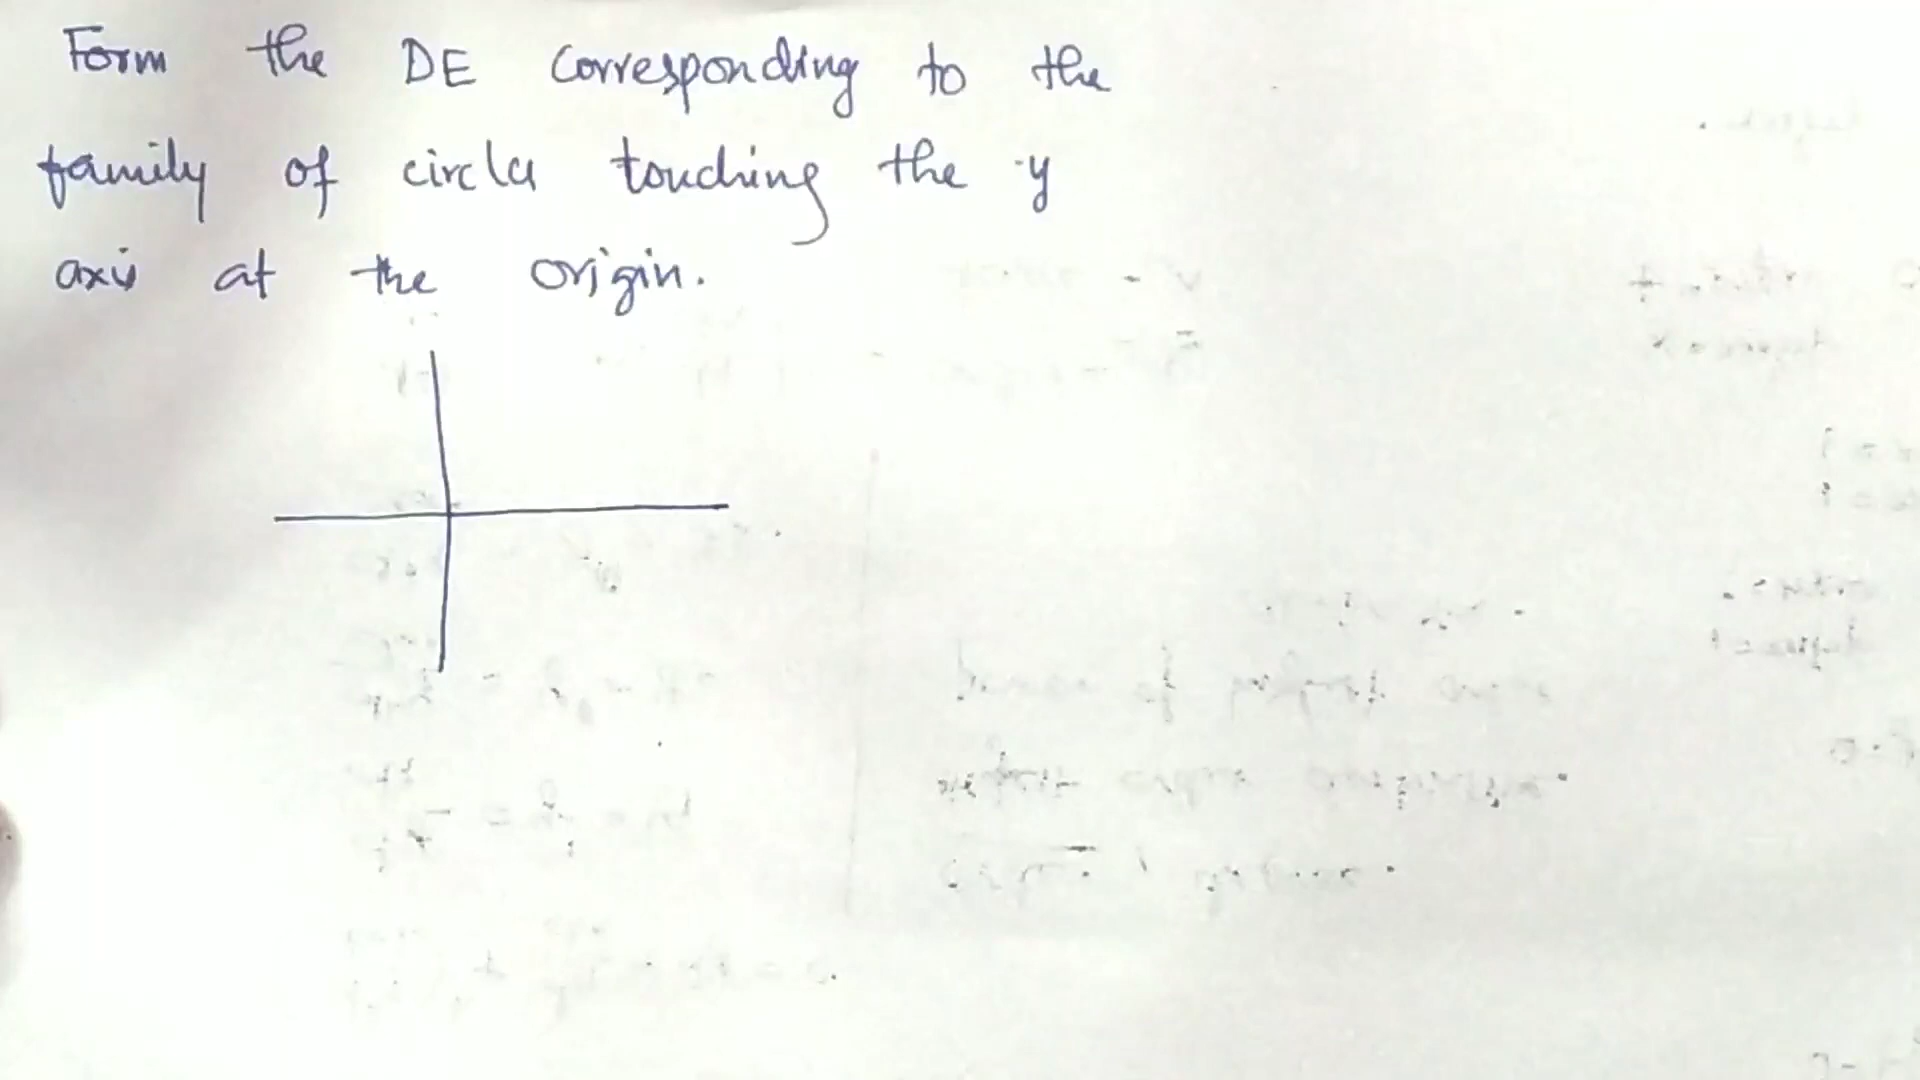 Form the DE corresponding to the
family of circles touching the y
axis at the origin.